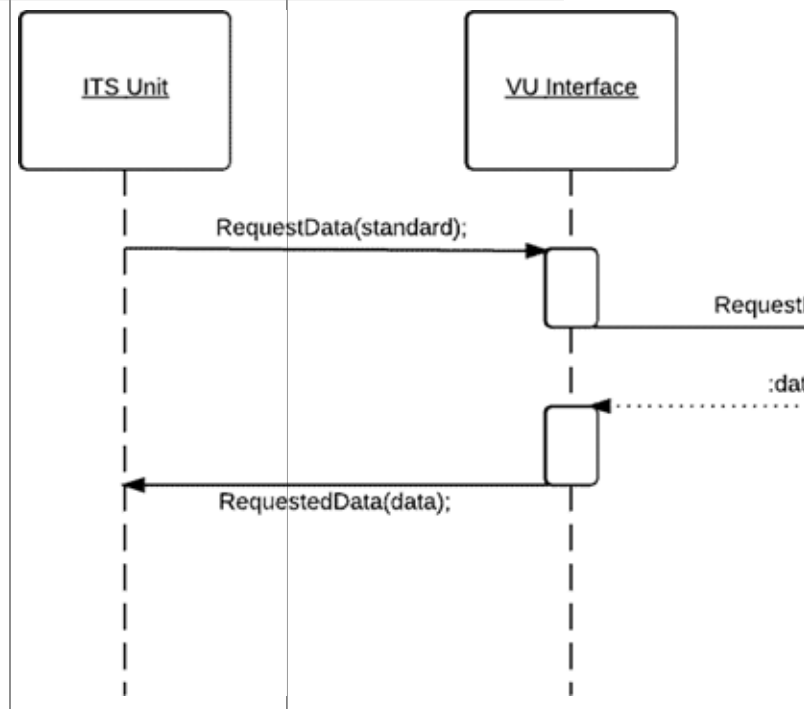 ITS Unit
VU Interface
RequestData(standard);
:
RequestedData(data);